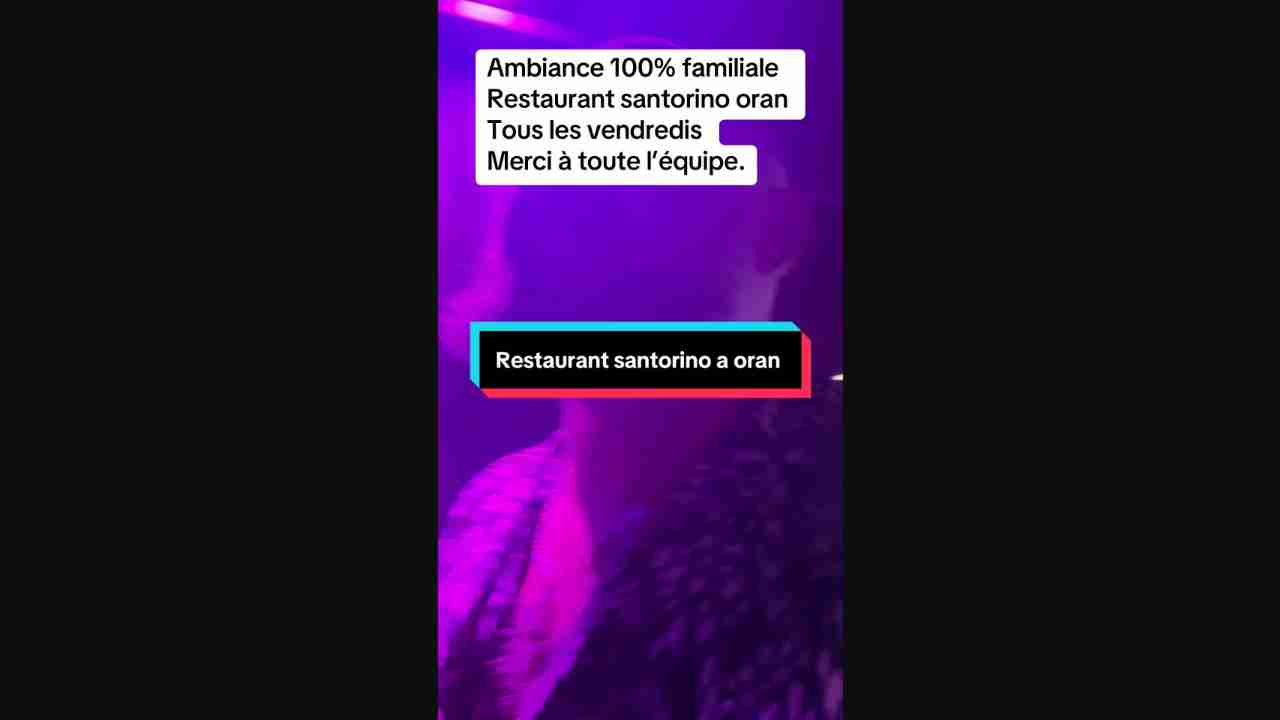 Ambiance 100% familiale
Restaurant santorino oran
Tous les vendredis
Merci à toute l’équipe.
Restaurant santorino a oran